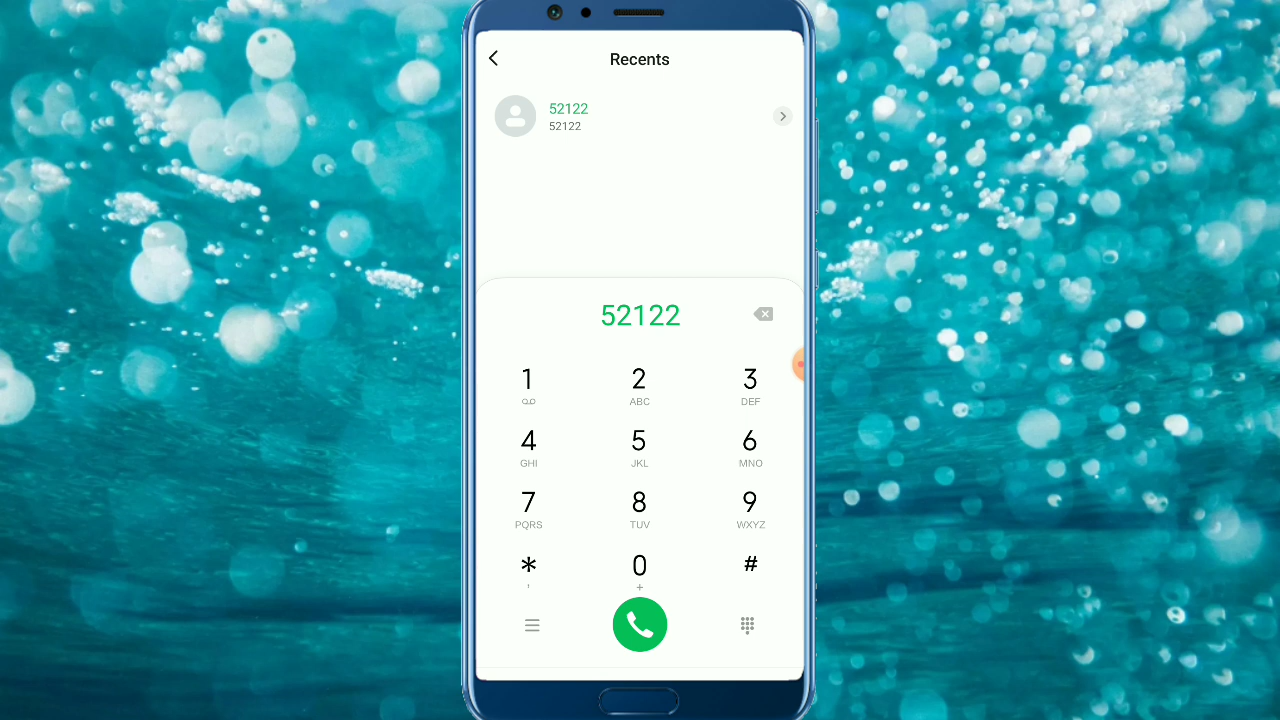 Recents
52122
52122
52122
1 2 3
ABC DEF
4 5 6
GHI JKL MNO
7 8 9
PQRS TUV WXYZ
* 0 #
, +